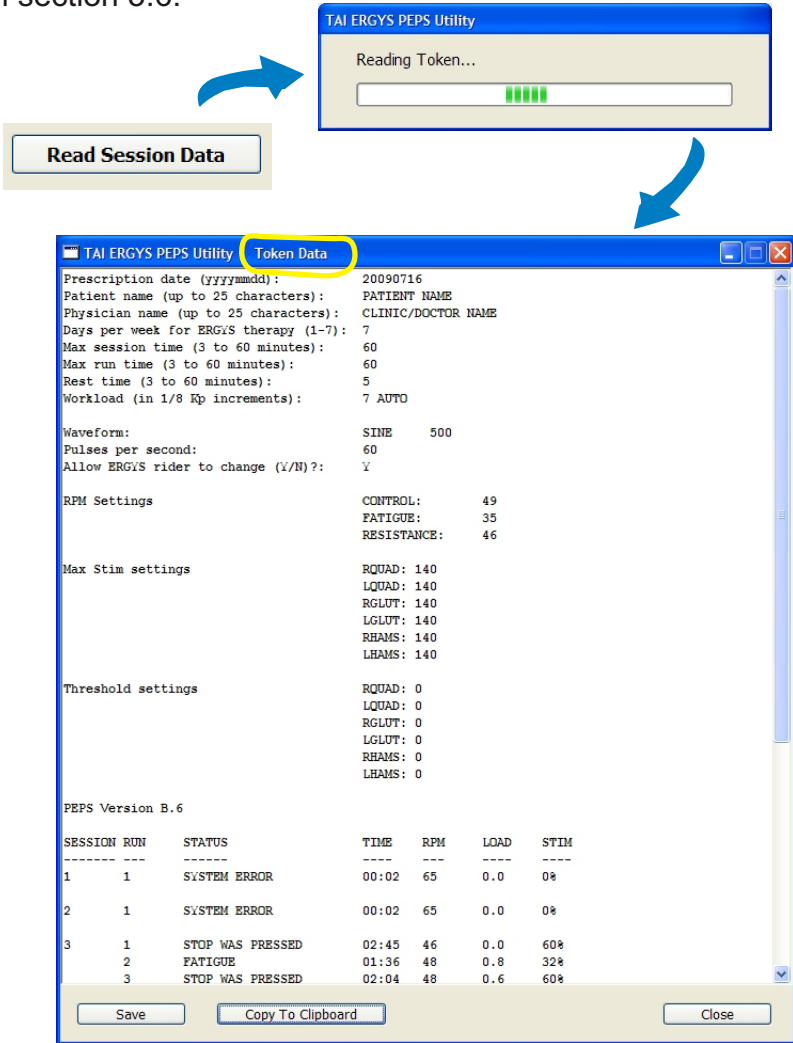 section 6.6.
TAI ERGYS PEPS Utility
Reading Token...
Read Session Data
TAI ERGYS PEPS Utility Token Data
Prescription date (yyyymmdd): 20090716
Patient name (up to 25 characters): PATIENT NAME
Physician name (up to 25 characters): CLINIC/DOCTOR NAME
Days per week for ERGYS therapy (1-7): 7
Max session time (3 to 60 minutes): 60
Max run time (3 to 60 minutes): 60
Rest time (3 to 60 minutes): 5
Workload (in 1/8 Kp increments): 7 AUTO
Waveform: SINE 500
Pulses per second: 60
Allow ERGYS rider to change (Y/N)?: Y
RPM Settings CONTROL: 49
FATIGUE: 35
RESISTANCE: 46
Max Stim settings RQUAD: 140
LQUAD: 140
RGLUT: 140
LGLUT: 140
RHAMS: 140
LHAMS: 140
Threshold settings RQUAD: 0
LQUAD: 0
RGLUT: 0
LGLUT: 0
RHAMS: 0
LHAMS: 0
PEPS Version B.6
SESSION RUN STATUS TIME RPM LOAD STIM
------- --- ------ ---- --- ---- ----
1 1 SYSTEM ERROR 00:02 65 0.0 0%
2 1 SYSTEM ERROR 00:02 65 0.0 0%
3 1 STOP WAS PRESSED 02:45 46 0.0 60%
2 FATIGUE 01:36 48 0.8 32%
3 STOP WAS PRESSED 02:04 48 0.6 60%
Save Copy To Clipboard Close